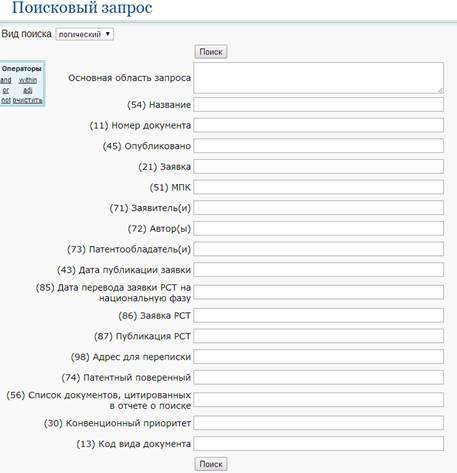 Поисковый запрос
Вид поиска логический
Поиск
Операторы
and within
or adj
not очистить
Основная область запроса
(54) Название
(11) Номер документа
(45) Опубликовано
(21) Заявка
(51) МПК
(71) Заявитель(и)
(72) Автор(ы)
(73) Патентообладатель(и)
(43) Дата публикации заявки
(85) Дата перевода заявки РСТ на
национальную фазу
(86) Заявка РСТ
(87) Публикация РСТ
(98) Адрес для переписки
(74) Патентный поверенный
(56) Список документов, цитированных
в отчете о поиске
(30) Конвенционный приоритет
(13) Код вида документа
Поиск